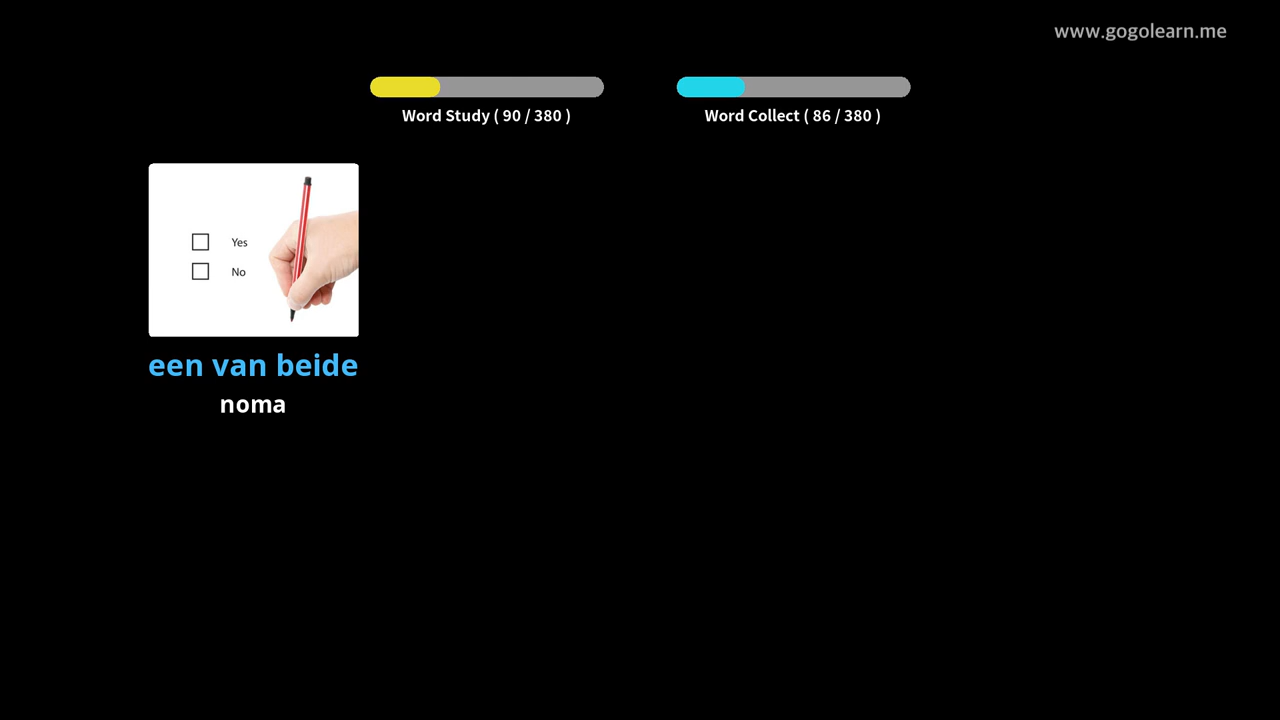 www.gogolearn.me
Word Study ( 90 / 380 )
Word Collect ( 86 / 380 )
Yes
No
een van beide
noma